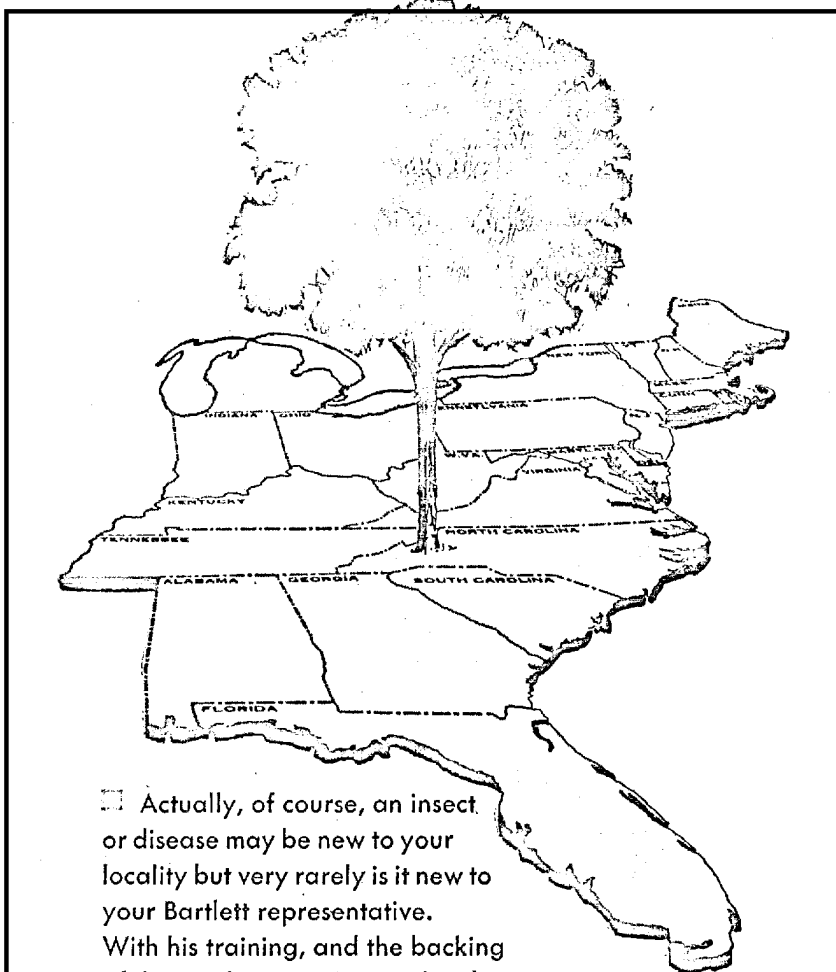 NEW YORK
INDIANA
OHIO
VIRGINIA
KENTUCKY
NORTH CAROLINA
TENNESSEE
ALABAMA
GEORGIA
SOUTH CAROLINA
FLORIDA
Actually, of course, an insect
or disease may be new to your
locality but very rarely is it new to
your Bartlett representative.
With his training, and the backing